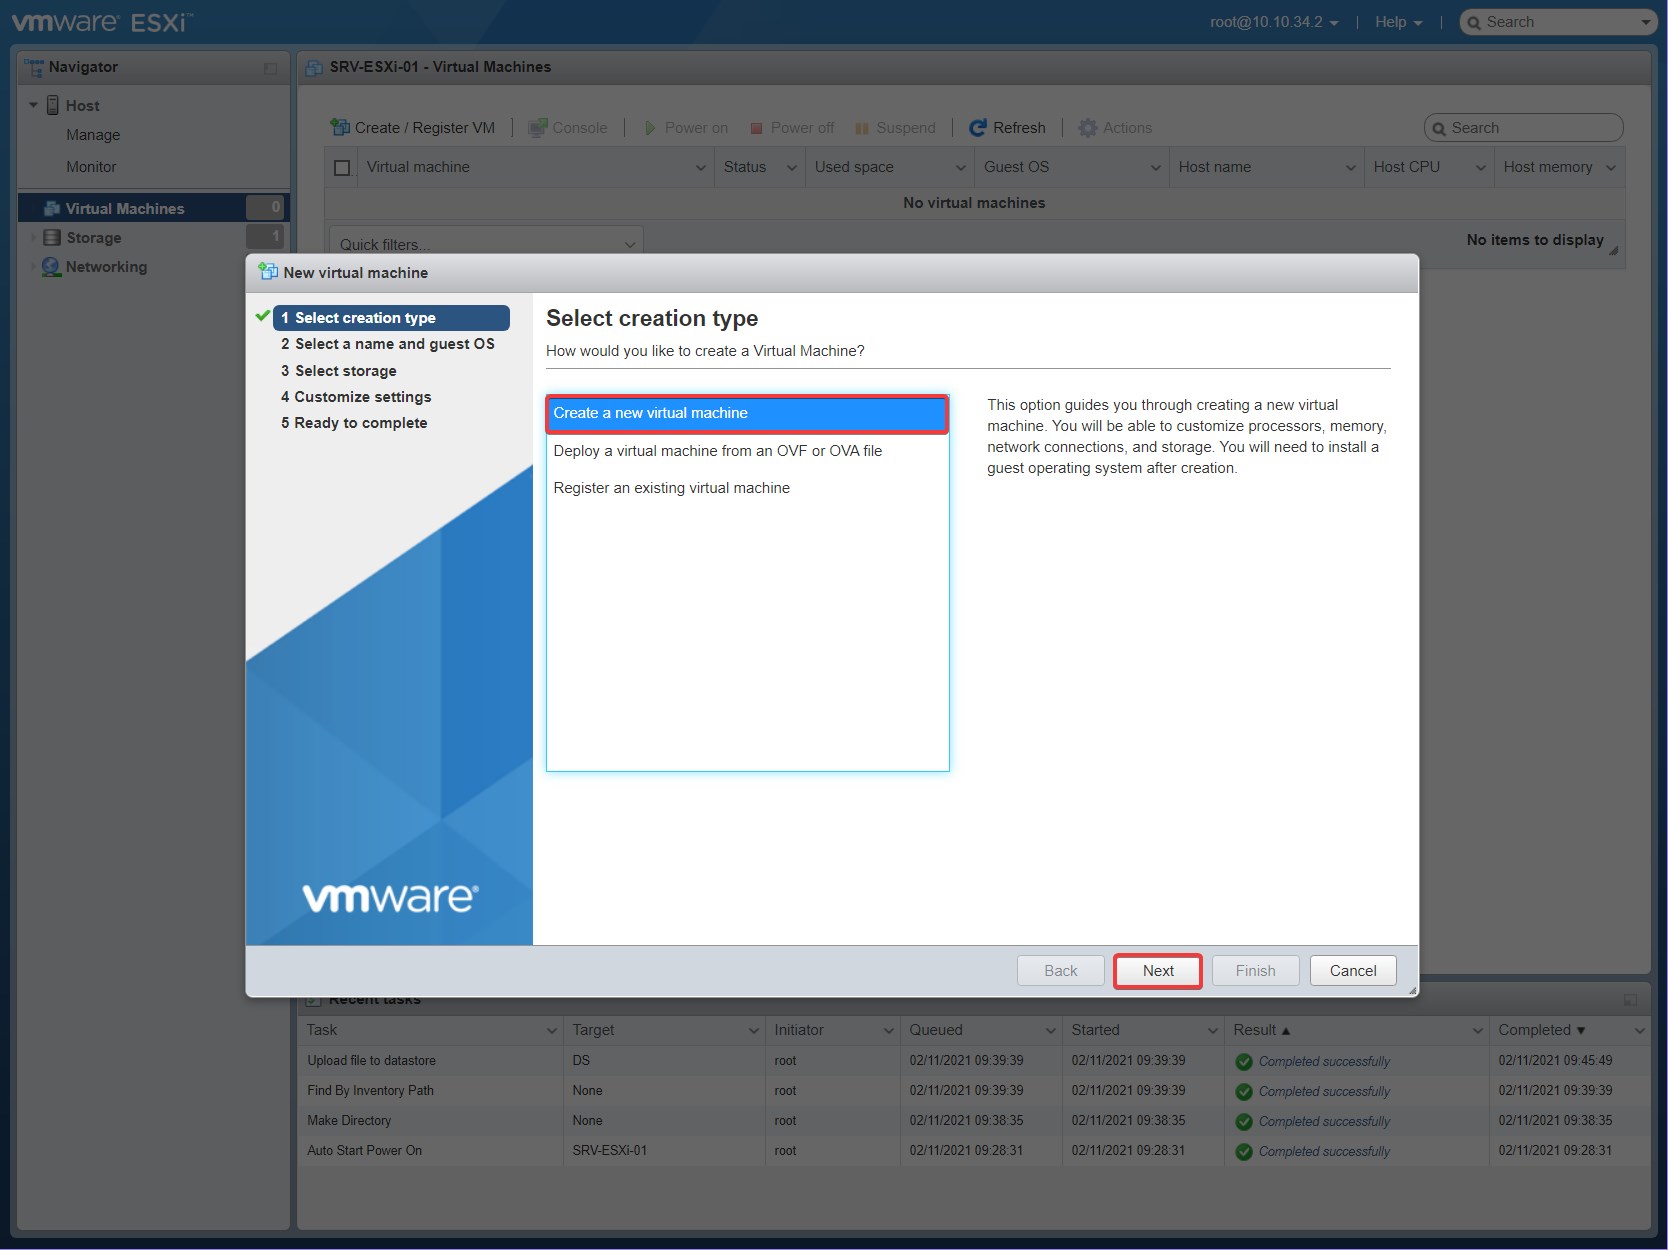 vmware® ESXi™
root@10.10.34.2 | Help | Search
Navigator
Host
Manage
Monitor
Virtual Machines 0
Storage 1
Networking
SRV-ESXi-01 - Virtual Machines
Create / Register VM | Console | Power on Power off Suspend | Refresh | Actions
Search
Virtual machine Status Used space Guest OS Host name Host CPU Host memory
No virtual machines
Quick filters...
No items to display
New virtual machine
1 Select creation type
2 Select a name and guest OS
3 Select storage
4 Customize settings
5 Ready to complete
vmware®
Select creation type
How would you like to create a Virtual Machine?
Create a new virtual machine
Deploy a virtual machine from an OVF or OVA file
Register an existing virtual machine
This option guides you through creating a new virtual
machine. You will be able to customize processors, memory,
network connections, and storage. You will need to install a
guest operating system after creation.
Back Next Finish Cancel
Recent tasks
Task Target Initiator Queued Started Result ▲ Completed ▼
Upload file to datastore DS root 02/11/2021 09:39:39 02/11/2021 09:39:39 Completed successfully 02/11/2021 09:45:49
Find By Inventory Path None root 02/11/2021 09:39:39 02/11/2021 09:39:39 Completed successfully 02/11/2021 09:39:39
Make Directory None root 02/11/2021 09:38:35 02/11/2021 09:38:35 Completed successfully 02/11/2021 09:38:35
Auto Start Power On SRV-ESXi-01 root 02/11/2021 09:28:31 02/11/2021 09:28:31 Completed successfully 02/11/2021 09:28:31